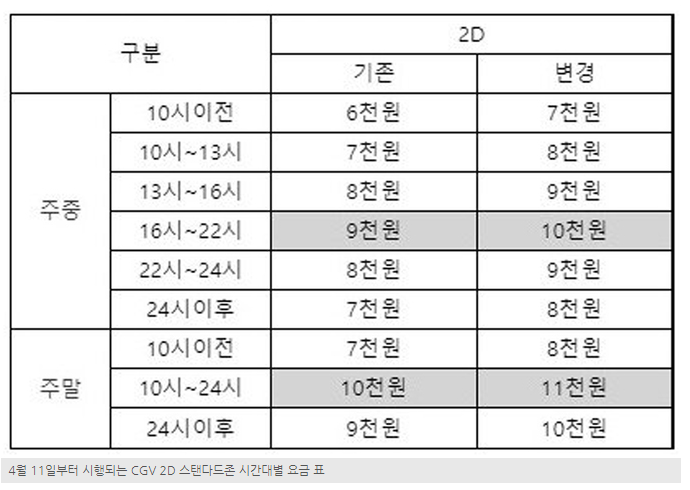 구분 2D
기존 변경
주중 10시이전 6천원 7천원
10시~13시 7천원 8천원
13시~16시 8천원 9천원
16시~22시 9천원 10천원
22시~24시 8천원 9천원
24시이후 7천원 8천원
주말 10시이전 7천원 8천원
10시~24시 10천원 11천원
24시이후 9천원 10천원
4월 11일부터 시행되는 CGV 2D 스탠다드존 시간대별 요금 표